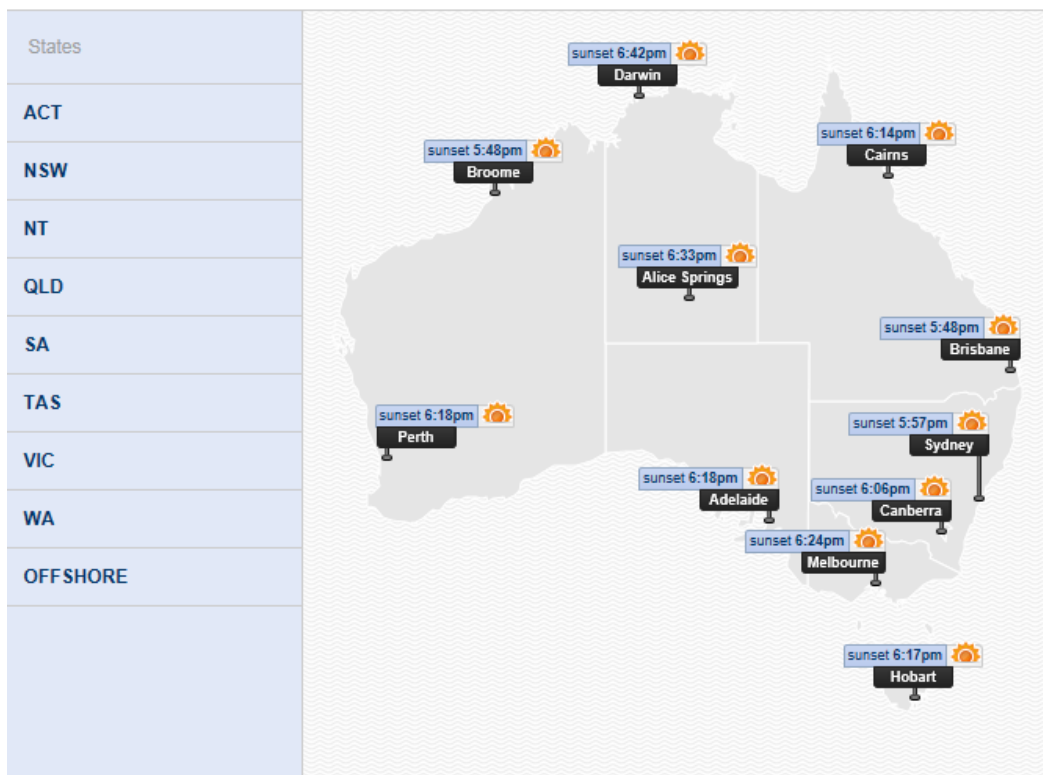 States
ACT
NSW
NT
QLD
SA
TAS
VIC
WA
OFFSHORE
sunset 6:42pm
Darwin
sunset 6:14pm
Cairns
sunset 5:48pm
Broome
sunset 6:33pm
Alice Springs
sunset 5:48pm
Brisbane
sunset 6:18pm
Perth
sunset 5:57pm
Sydney
sunset 6:18pm
Adelaide
sunset 6:06pm
Canberra
sunset 6:24pm
Melbourne
sunset 6:17pm
Hobart